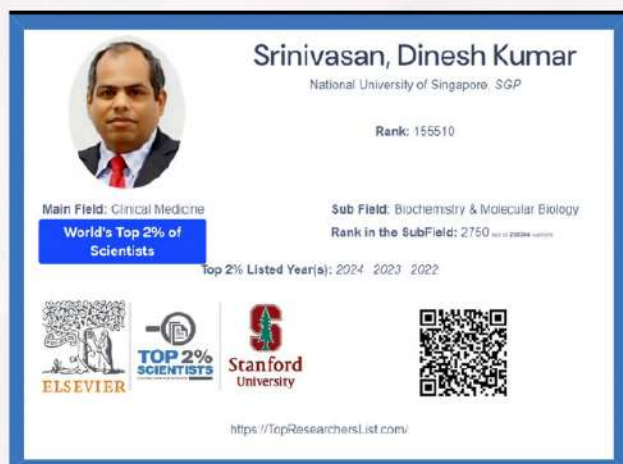 Srinivasan, Dinesh Kumar
National University of Singapore, SGP
Rank: 155510
Main Field: Clinical Medicine
Sub Field: Biochemistry & Molecular Biology
World's Top 2% of
Scientists
Rank in the SubField: 2750
Top 2% Listed Year(s): 2024 2023 2022
ELSEVIER
TOP 2%
SCIENTISTS
Stanford
University
https://TopResearchersList.com/